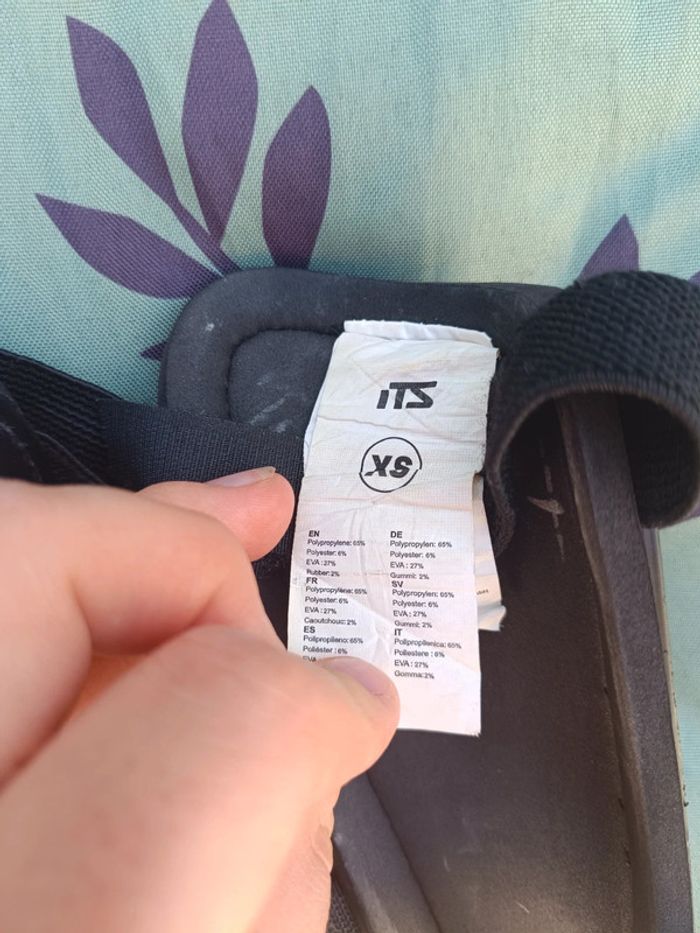 ITS
XS
EN
Polypropylene: 65%
Polyester: 6%
EVA : 27%
Rubber: 2%
FR
Polypropylène: 65%
Polyester: 6%
EVA : 27%
Caoutchouc: 2%
ES
Polipropileno: 65%
Poliéster : 6%
EVA
DE
Polypropylen: 65%
Polyester: 6%
EVA : 27%
Gummi: 2%
SV
Polypropylen: 65%
Polyester: 6%
EVA : 27%
Gummi: 2%
IT
Polipropilenica: 65%
Poliestere : 6%
EVA : 27%
Gomma: 2%